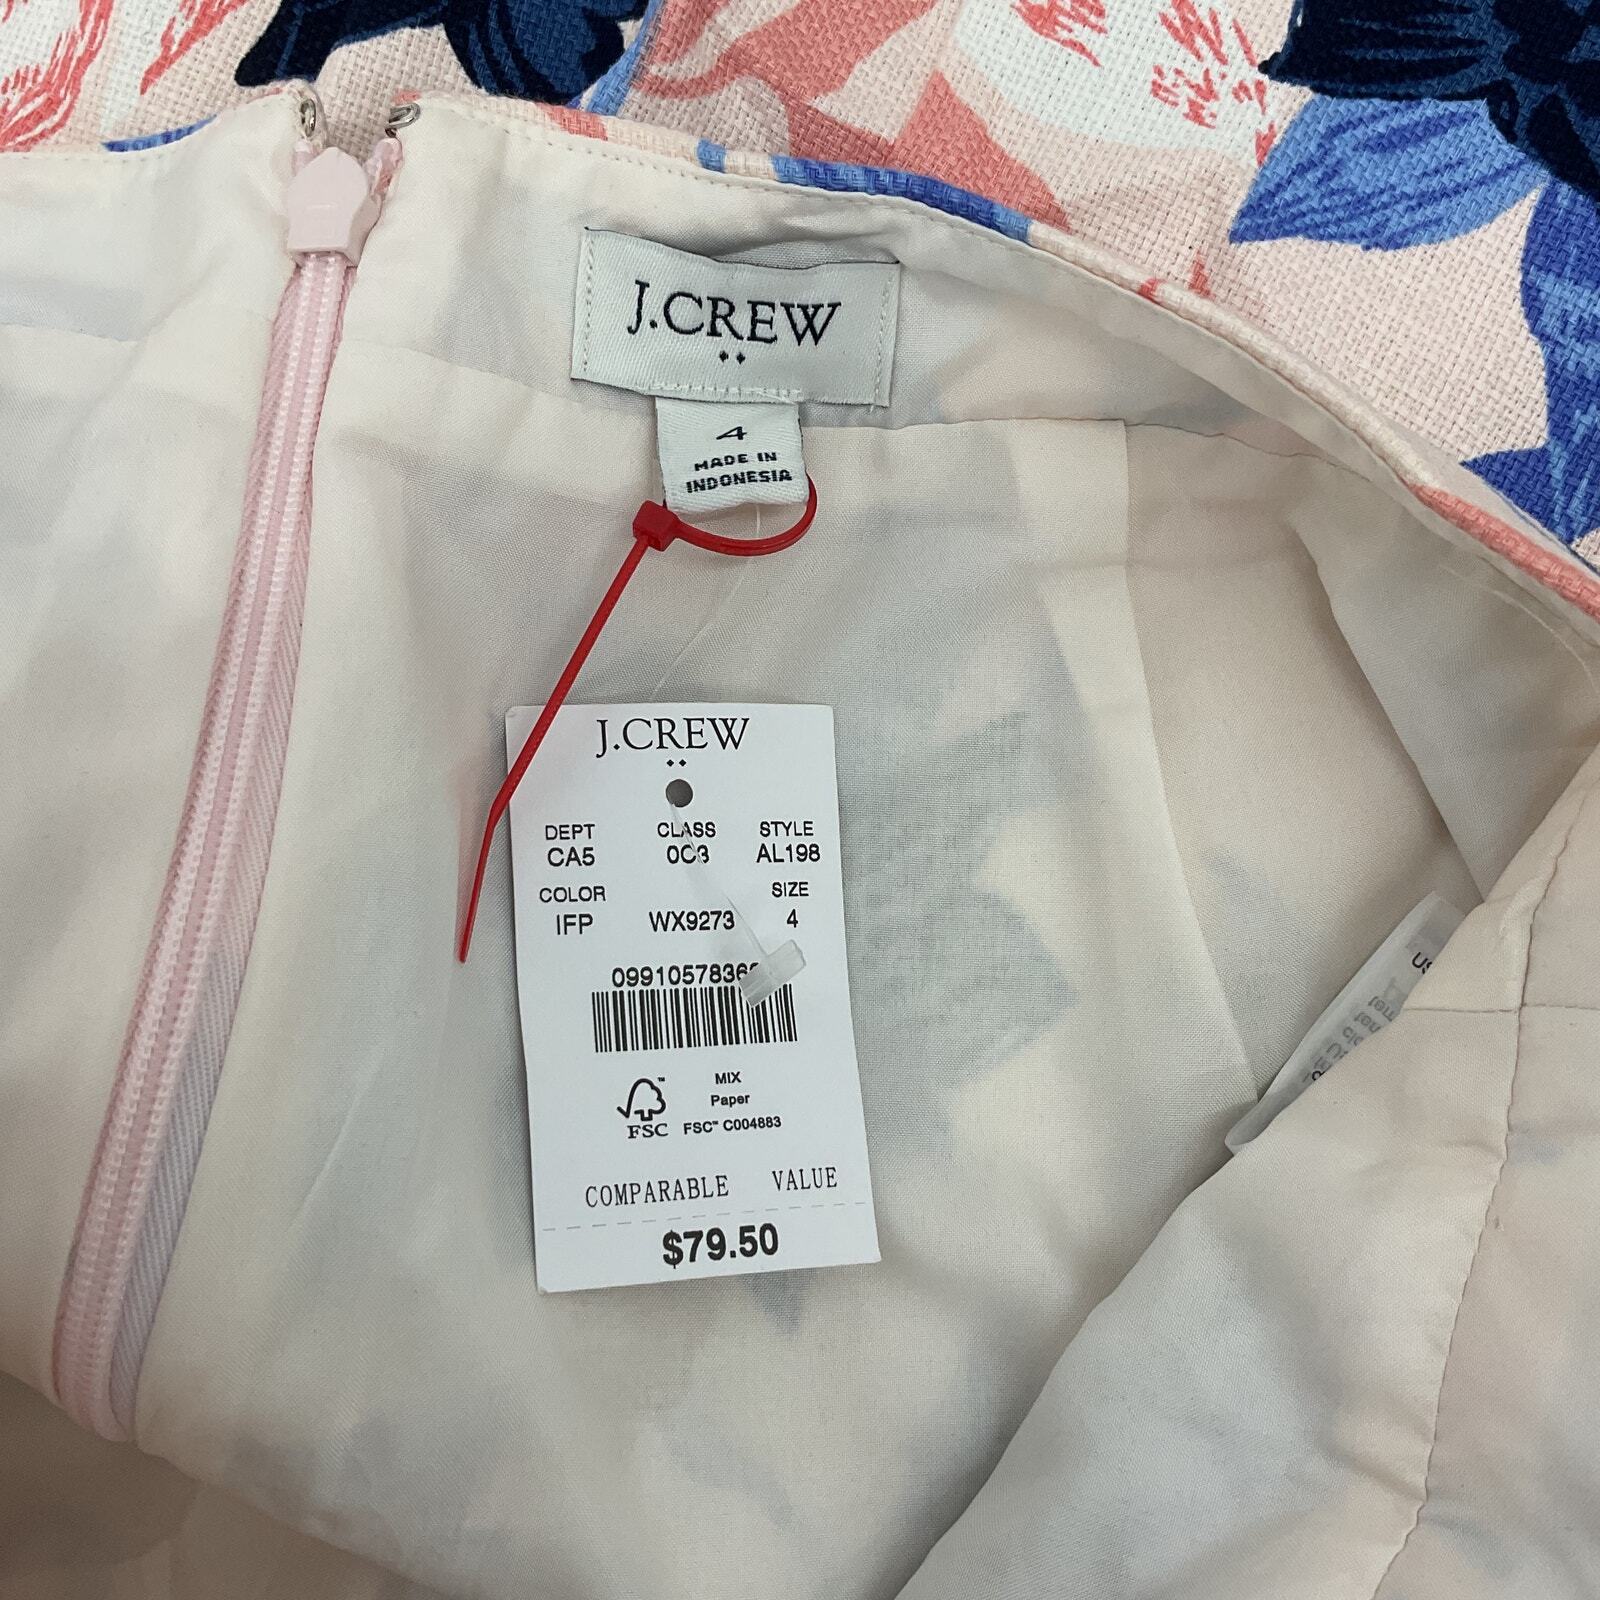 J.CREW
4
MADE IN
INDONESIA
J.CREW
DEPT CLASS STYLE
CA5 0C3 AL198
COLOR SIZE
IFP WX9273 4
MIX
Paper
FSC FSC™ C004883
COMPARABLE VALUE
$79.50